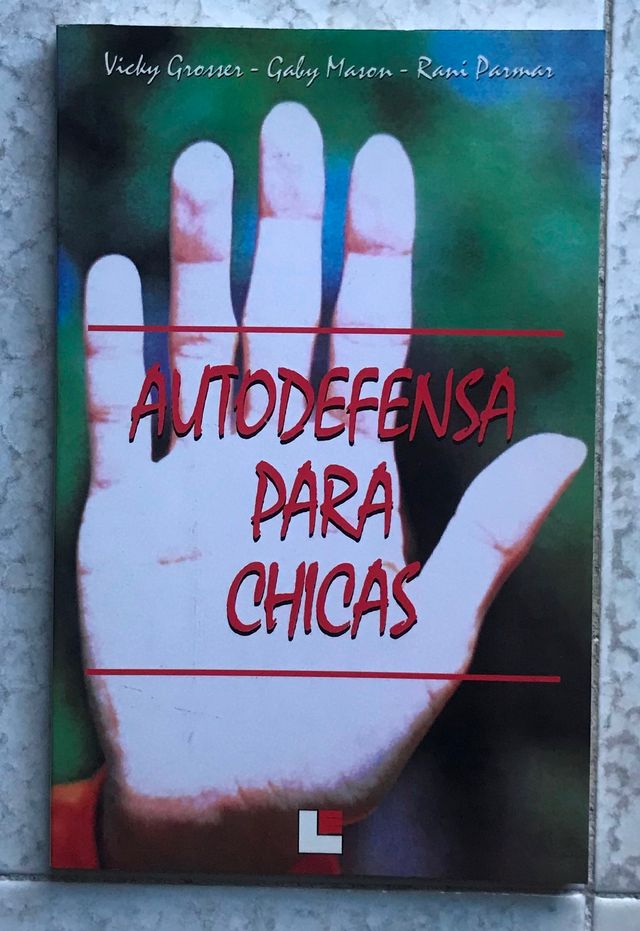 Vicky Grosser - Gaby Mason - Rani Parmar
AUTODEFENSA
PARA
CHICAS